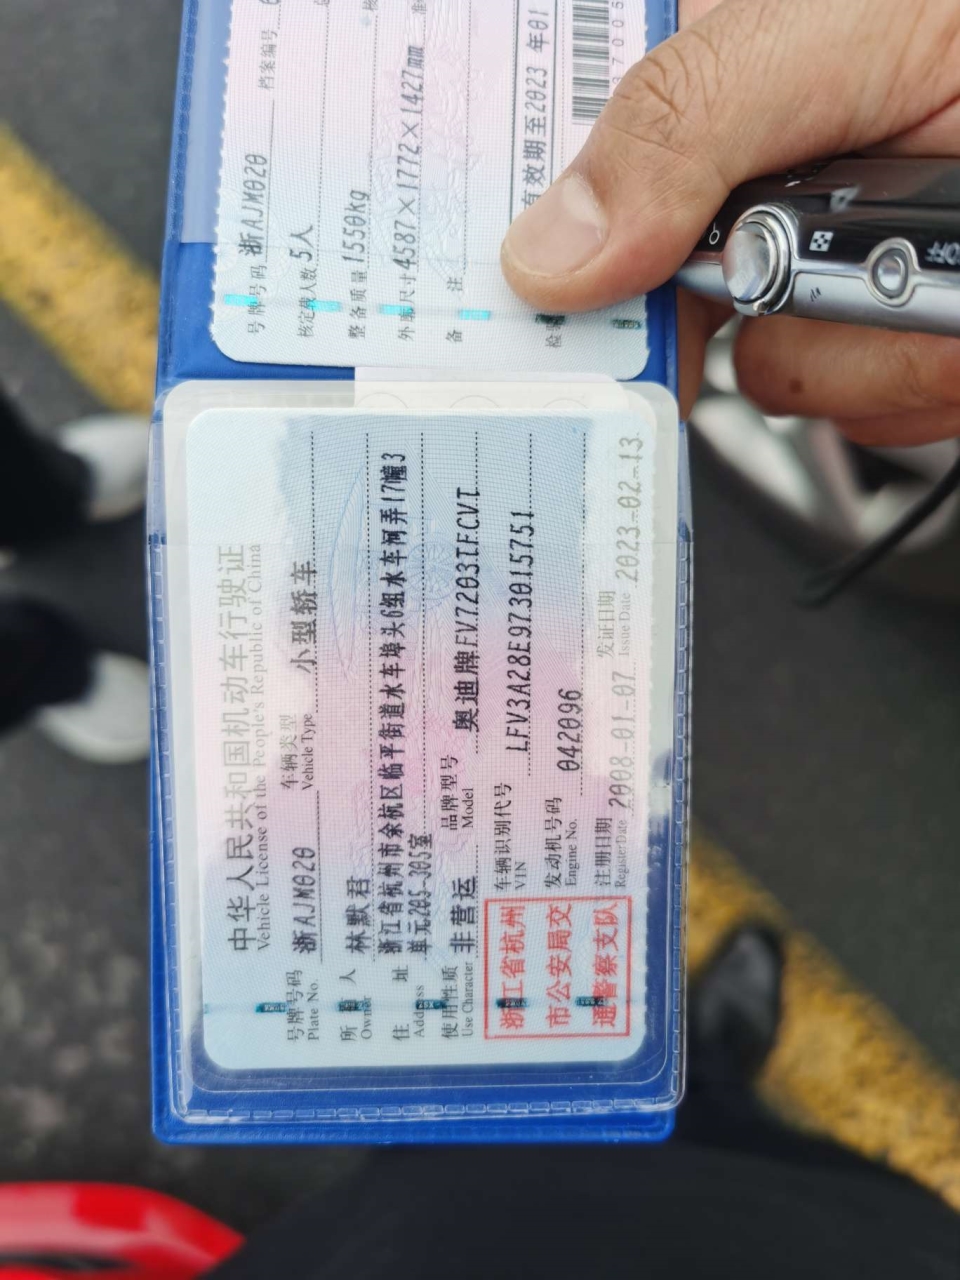 中华人民共和国机动车行驶证
Vehicle License of the People's Republic of China
号牌号码 浙AJM020 车辆类型 小型轿车
Plate No. Vehicle Type
所有人 林默君
Owner
住址 浙江省杭州市余杭区临平街道水车埠头6组水车河弄17幢3
Address 单元205-305室
使用性质 非营运 品牌型号 奥迪牌FV7203TFCVT
Use Character Model
浙江省杭州
市公安局交
通警察支队
车辆识别代号 LFV3A28E973015751
VIN
发动机号码 042096
Engine No.
注册日期 2008-01-07 发证日期 2023-02-13
Register Date Issue Date
号牌号码 浙AJM020 档案编号
核定载人数 5人
整备质量 1550kg
外廓尺寸 4587×1772×1427mm
备注
有效期至2023年01
OFF